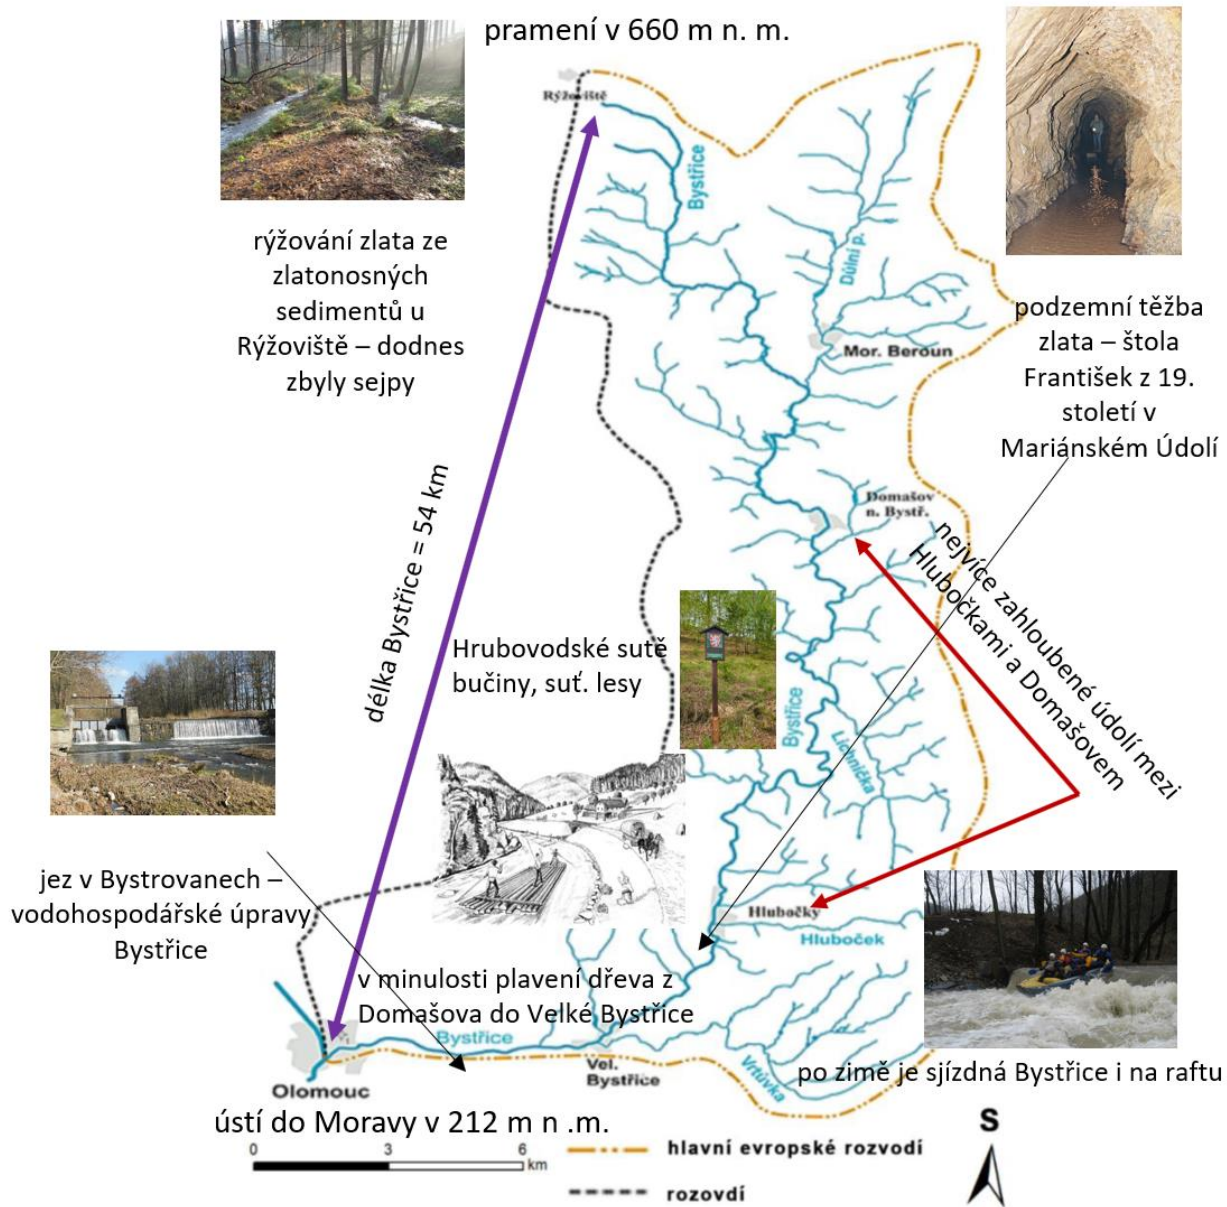 pramení v 660 m n. m.
Rýžoviště
rýžování zlata ze
zlatonosných
sedimentů u
Rýžoviště – dodnes
zbyly sejpy
Bystřice
Důlní p.
Mor. Beroun
podzemní těžba
zlata – štola
František z 19.
století v
Mariánském Údolí
délka Bystřice = 54 km
Domašov
n. Bystř.
nejvíce zahloubené údolí mezi
Hlubočkami a Domašovem
Hrubovodské sutě
bučiny, suť. lesy
Bystřice
Lichnička
jez v Bystrovanech –
vodohospodářské úpravy
Bystřice
Hlubočky
Hluboček
v minulosti plavení dřeva z
Domašova do Velké Bystřice
Bystřice
Vel.
Bystřice
Vrtůvka
po zimě je sjízdná Bystřice i na raftu
Olomouc
ústí do Moravy v 212 m n .m.
0 3 6
km
hlavní evropské rozvodí
rozovdí
S